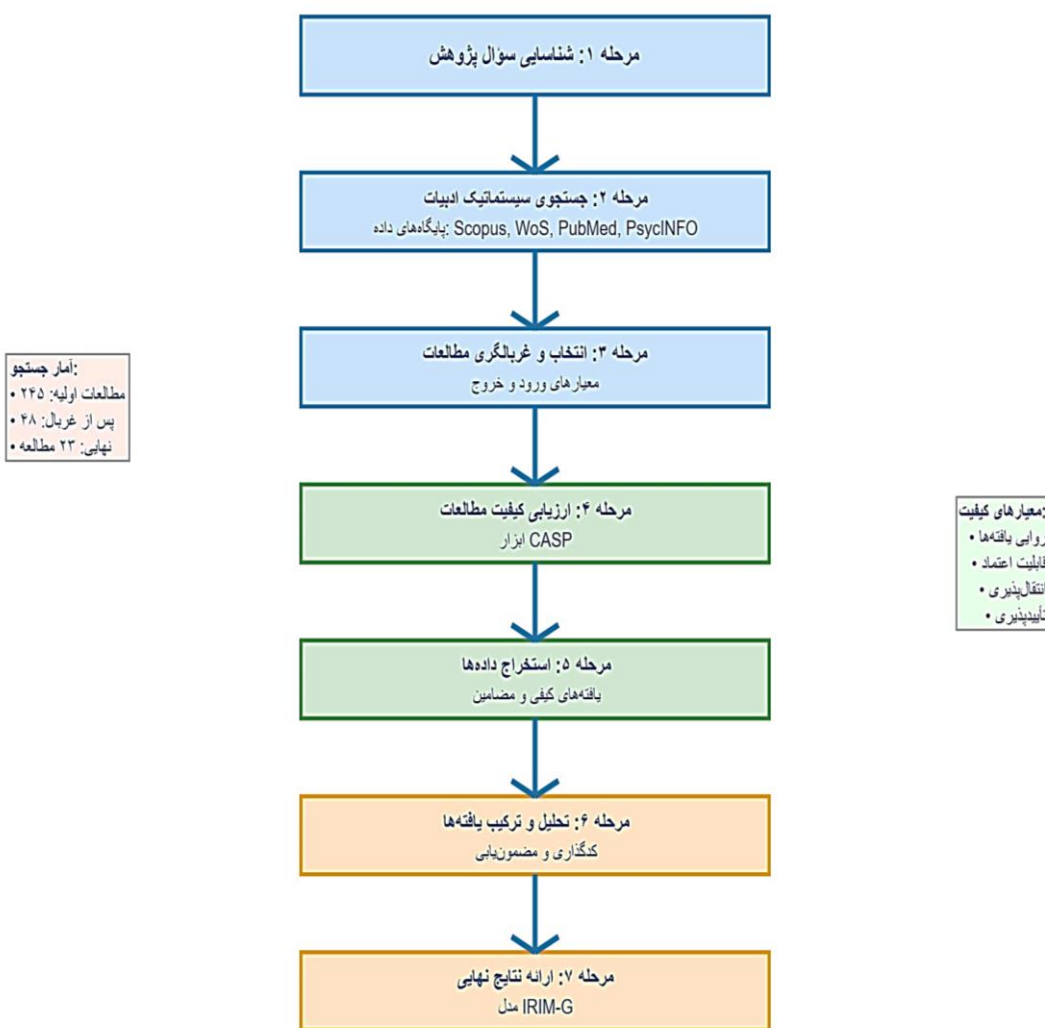 مرحله ۱: شناسایی سؤال پژوهش
مرحله ۲: جستجوی سیستماتیک ادبیات
پایگاه‌های داده: Scopus, WoS, PubMed, PsycINFO
مرحله ۳: انتخاب و غربالگری مطالعات
معیارهای ورود و خروج
آمار جستجو:
مطالعات اولیه: ۲۴۵ •
پس از غربال: ۴۸ •
نهایی: ۲۳ مطالعه •
مرحله ۴: ارزیابی کیفیت مطالعات
ابزار CASP
معیارهای کیفیت:
روایی یافته‌ها •
قابلیت اعتماد •
انتقال‌پذیری •
تأییدپذیری •
مرحله ۵: استخراج داده‌ها
یافته‌های کیفی و مضامین
مرحله ۶: تحلیل و ترکیب یافته‌ها
کدگذاری و مضمون‌یابی
مرحله ۷: ارائه نتایج نهایی
مدل IRIM-G